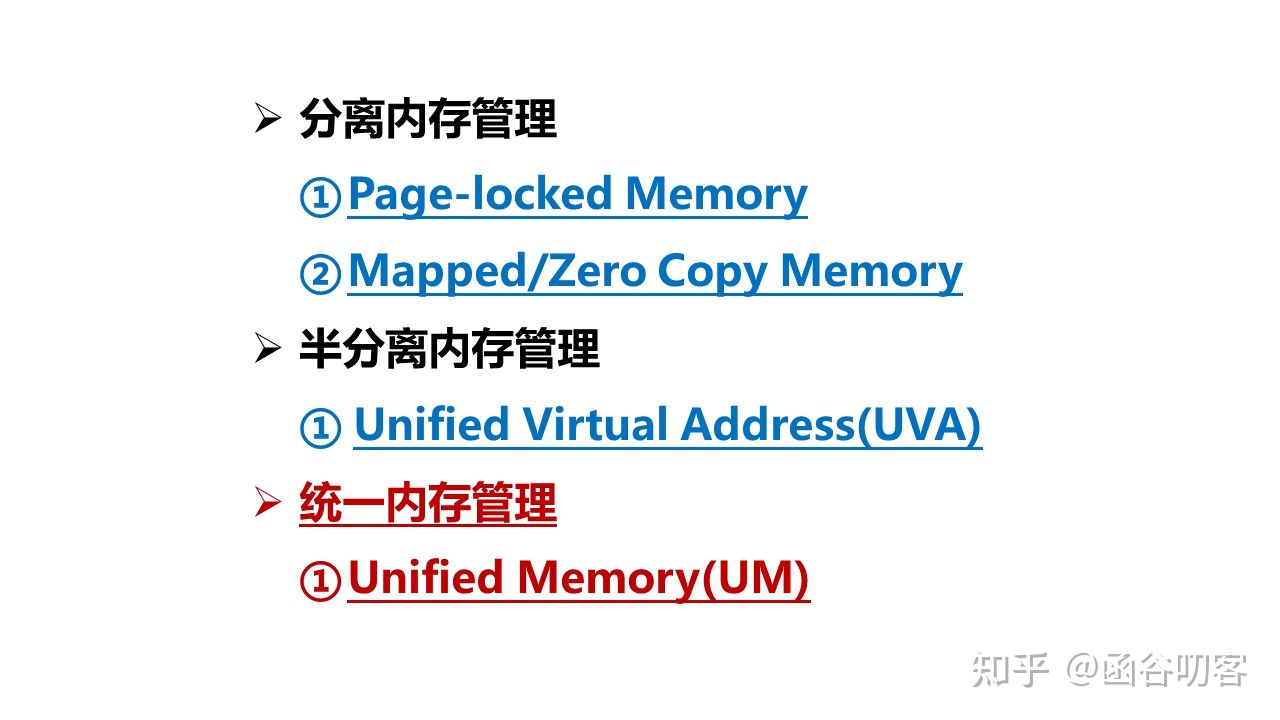 ➢ 分离内存管理
①Page-locked Memory
②Mapped/Zero Copy Memory
➢ 半分离内存管理
① Unified Virtual Address(UVA)
➢ 统一内存管理
①Unified Memory(UM)
知乎 @函谷叨客